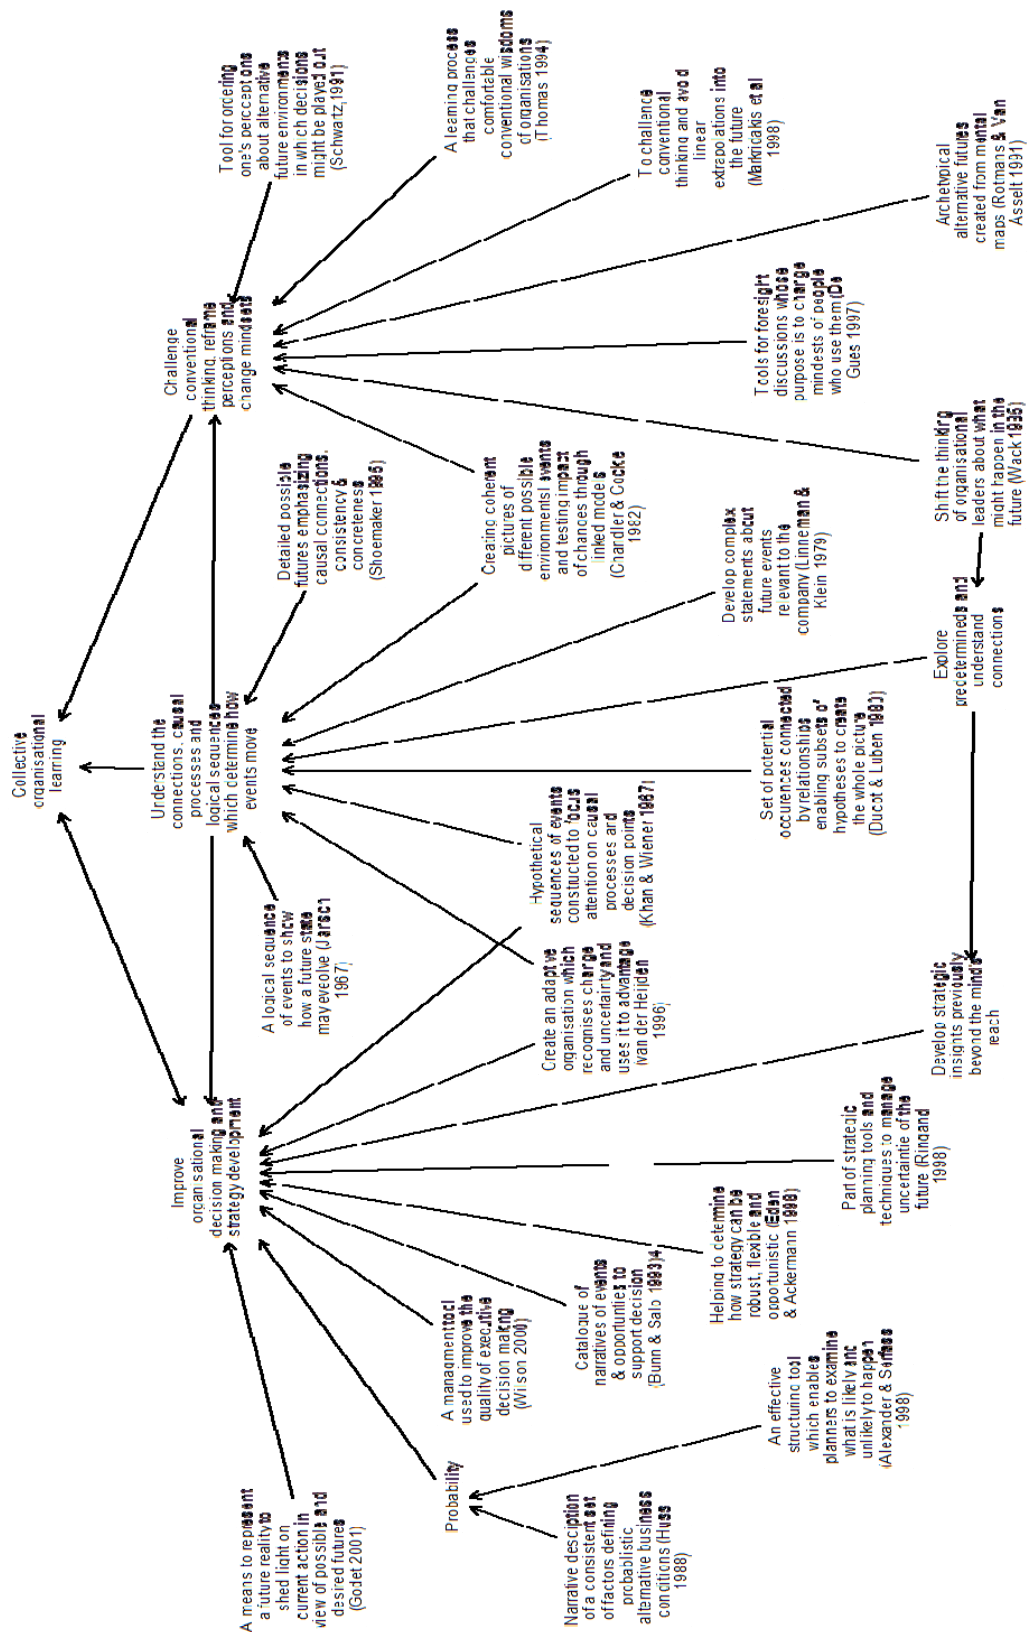 Collective
organisational
learning
Improve
organisational
decision making and
strategy development
Understand the
connections, causal
processes and
logical sequences
which determine how
events move
Challenge
conventional
thinking, reframe
perceptions and
change mindsets
A means to represent
a future reality to
shed light on
current action in
view of possible and
desired futures
(Godet 2001)
Probability
Narrative desciption
of a consistent set
of factors defining
probablistic
alternative business
conditions (Huss
1988)
An effective
structuring tool
which enables
planners to examine
what is likely and
unlikely to happen
(Alexander & Serfass
1998)
A managment tool
used to improve the
quality of executive
decision making
(Wilson 2000)
Catalogue of
narratives of events
& opportunties to
support decision
(Bunn & Salo 1993)4
Helping to determine
how strategy can be
robust, flexible and
opportunistic (Eden
& Ackermann 1998)
Part of strategic
planning tools and
techniques to manage
uncertaintie of the
future (Ringand
1998)
Develop strategic
insights previously
beyond the mind's
reach
Create an adaptve
organisation which
recognises change
and uncertainty and
uses it to advantage
(van der Heijden
1996)
A logical sequence
of events to show
how a future state
may eveolve (Jarsch
1967)
Hypothetical
sequences of events
constructed to focus
attention on causal
processes and
decision points
(Khan & Wiener 1967)
Set of potential
occurences connected
by relationships
enabling subsets of
hypotheses to create
the whole picture
(Ducot & Luben 1980)
Explore
predetermineds and
understand
connections
Develop complex
statements about
future events
relevant to the
company (Linneman &
Klein 1979)
Creating coherent
pictures of
different possible
environmental events
and testing impact
of changes through
linked models
(Chandler & Cocke
1982)
Detailed possible
futures emphasizing
causal connections,
consistency &
concreteness
(Shoemaker 1995)
Shift the thinking
of organisational
leaders about what
might happen in the
future (Wack 1985)
Tools for foresight
discussions whose
purpose is to change
mindests of people
who use them (De
Gues 1997)
Archetypical
alternative futures
created from mental
maps (Rotmans & Van
Asselt 1991)
To challenge
conventional
thinking and avoid
linear
extrapolations into
the future
(Markridakis et al
1998)
A learning process
that challenges
comfortable
conventional wisdoms
of organisations
(Thomas 1994)
Tool for ordering
one's perceptions
about alternative
future environments
in which decisions
might be played out
(Schwatz,1991)